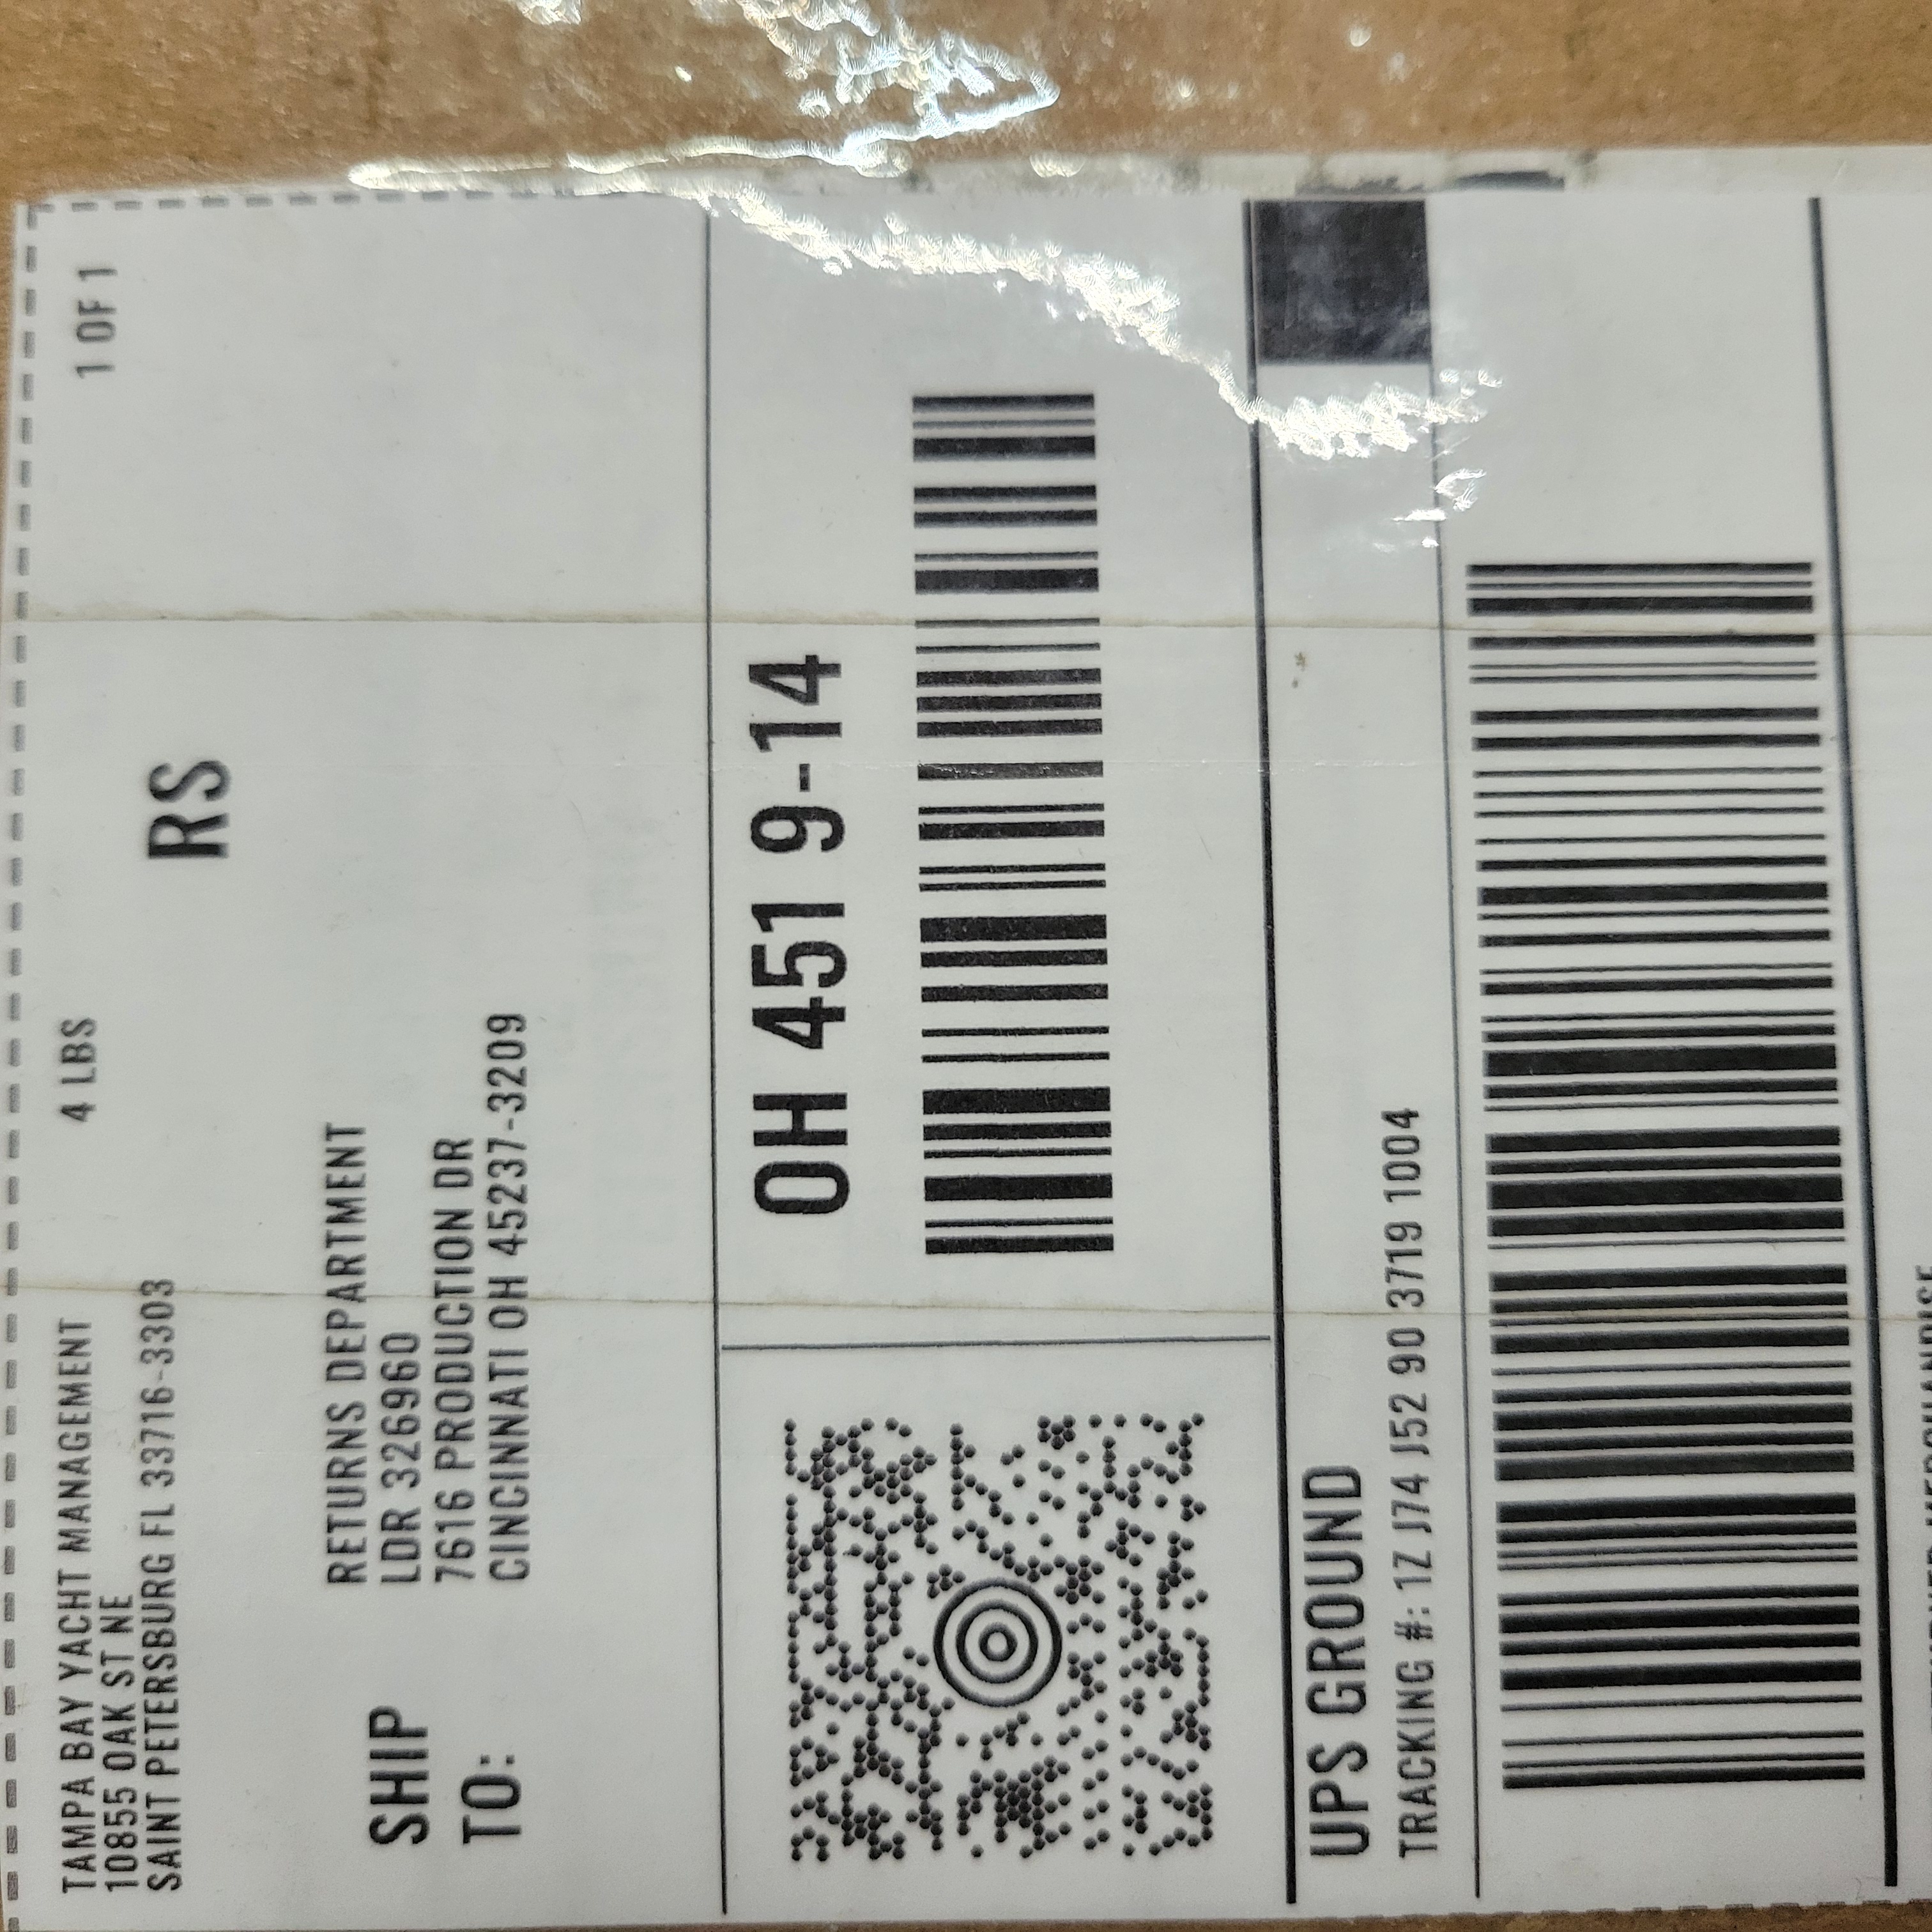 TAMPA BAY YACHT MANAGEMENT
10855 OAK ST NE
SAINT PETERSBURG FL 33716-3303
4 LBS
1 OF 1
RS
SHIP
TO:
RETURNS DEPARTMENT
LDR 326960
7616 PRODUCTION DR
CINCINNATI OH 45237-3209
OH 451 9-14
UPS GROUND
TRACKING #: 1Z J74 J52 90 3719 1004